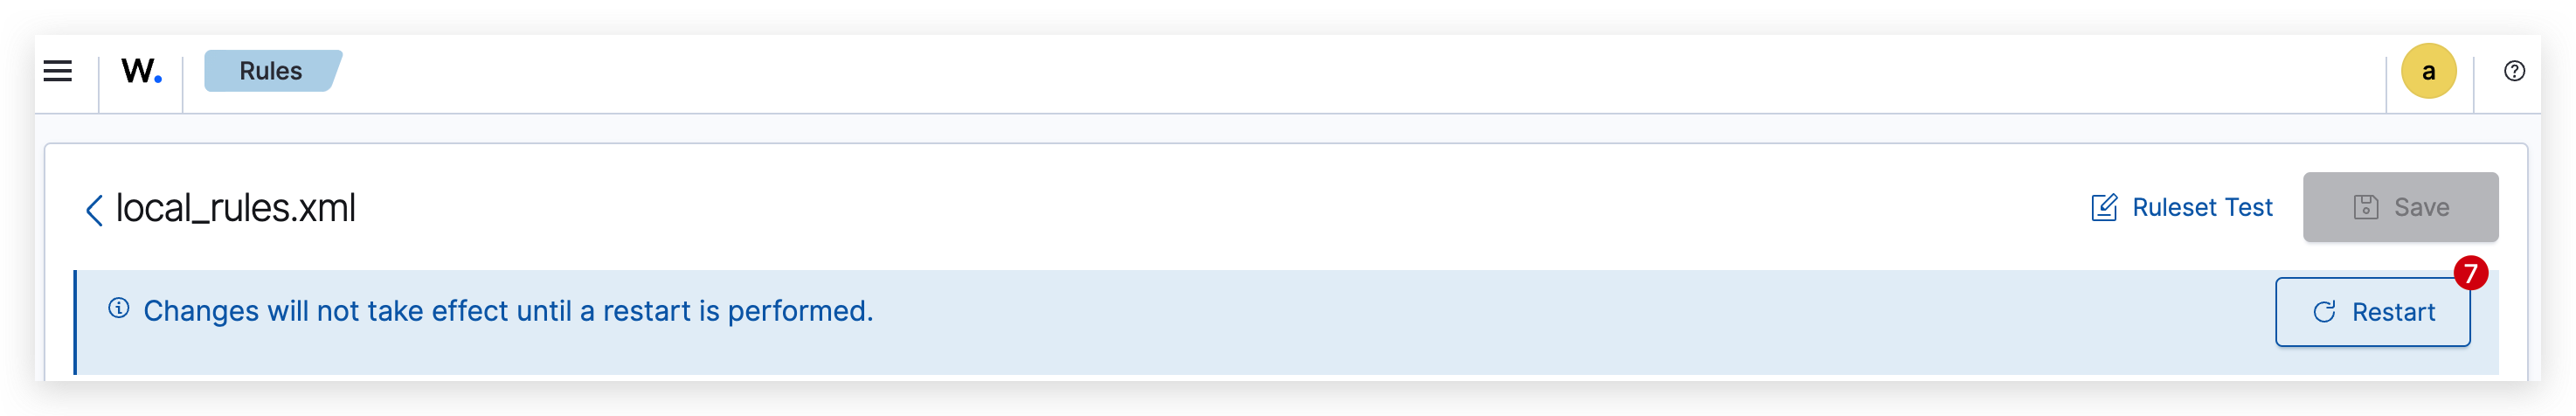 W. Rules a
local_rules.xml Ruleset Test Save
7
Changes will not take effect until a restart is performed. Restart